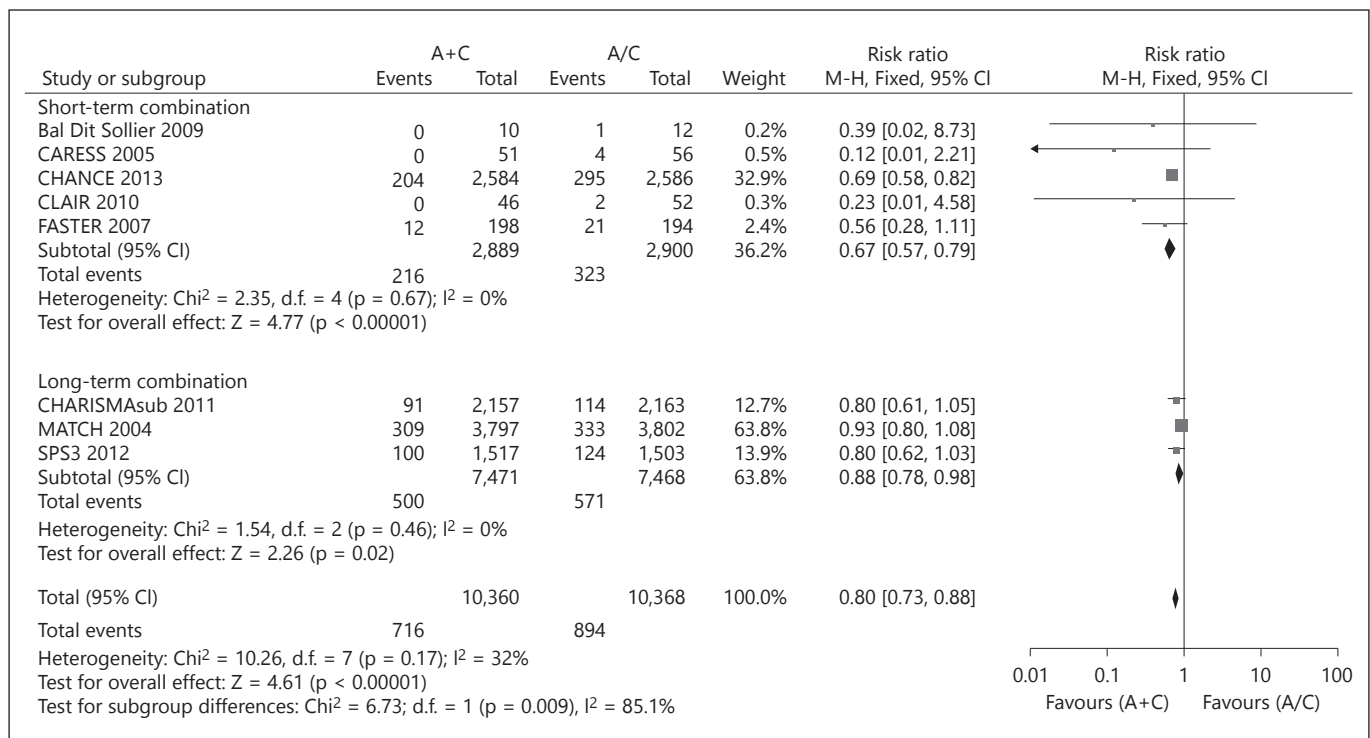 A+C A/C Risk ratio Risk ratio
Study or subgroup Events Total Events Total Weight M-H, Fixed, 95% Cl M-H, Fixed, 95% Cl
Short-term combination
Bal Dit Sollier 2009 0 10 1 12 0.2% 0.39 [0.02, 8.73]
CARESS 2005 0 51 4 56 0.5% 0.12 [0.01, 2.21]
CHANCE 2013 204 2,584 295 2,586 32.9% 0.69 [0.58, 0.82]
CLAIR 2010 0 46 2 52 0.3% 0.23 [0.01, 4.58]
FASTER 2007 12 198 21 194 2.4% 0.56 [0.28, 1.11]
Subtotal (95% Cl) 2,889 2,900 36.2% 0.67 [0.57, 0.79]
Total events 216 323
Heterogeneity: Chi² = 2.35, d.f. = 4 (p = 0.67); I² = 0%
Test for overall effect: Z = 4.77 (p < 0.00001)
Long-term combination
CHARISMAsub 2011 91 2,157 114 2,163 12.7% 0.80 [0.61, 1.05]
MATCH 2004 309 3,797 333 3,802 63.8% 0.93 [0.80, 1.08]
SPS3 2012 100 1,517 124 1,503 13.9% 0.80 [0.62, 1.03]
Subtotal (95% Cl) 7,471 7,468 63.8% 0.88 [0.78, 0.98]
Total events 500 571
Heterogeneity: Chi² = 1.54, d.f. = 2 (p = 0.46); I² = 0%
Test for overall effect: Z = 2.26 (p = 0.02)
Total (95% Cl) 10,360 10,368 100.0% 0.80 [0.73, 0.88]
Total events 716 894
Heterogeneity: Chi² = 10.26, d.f. = 7 (p = 0.17); I² = 32%
Test for overall effect: Z = 4.61 (p < 0.00001)
Test for subgroup differences: Chi² = 6.73; d.f. = 1 (p = 0.009), I² = 85.1%
0.01 0.1 1 10 100
Favours (A+C) Favours (A/C)